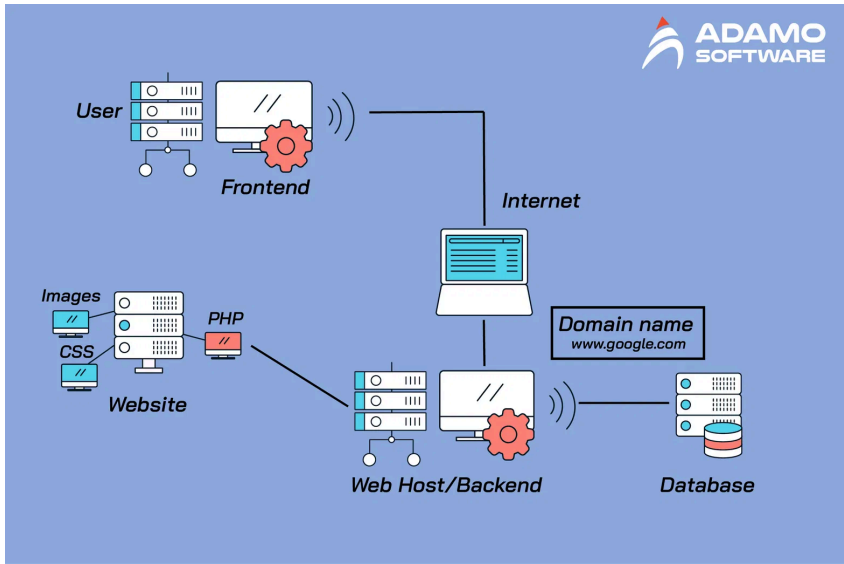 ADAMO
SOFTWARE
User
Frontend
Internet
Images
PHP
CSS
Website
Domain name
www.google.com
Web Host/Backend
Database